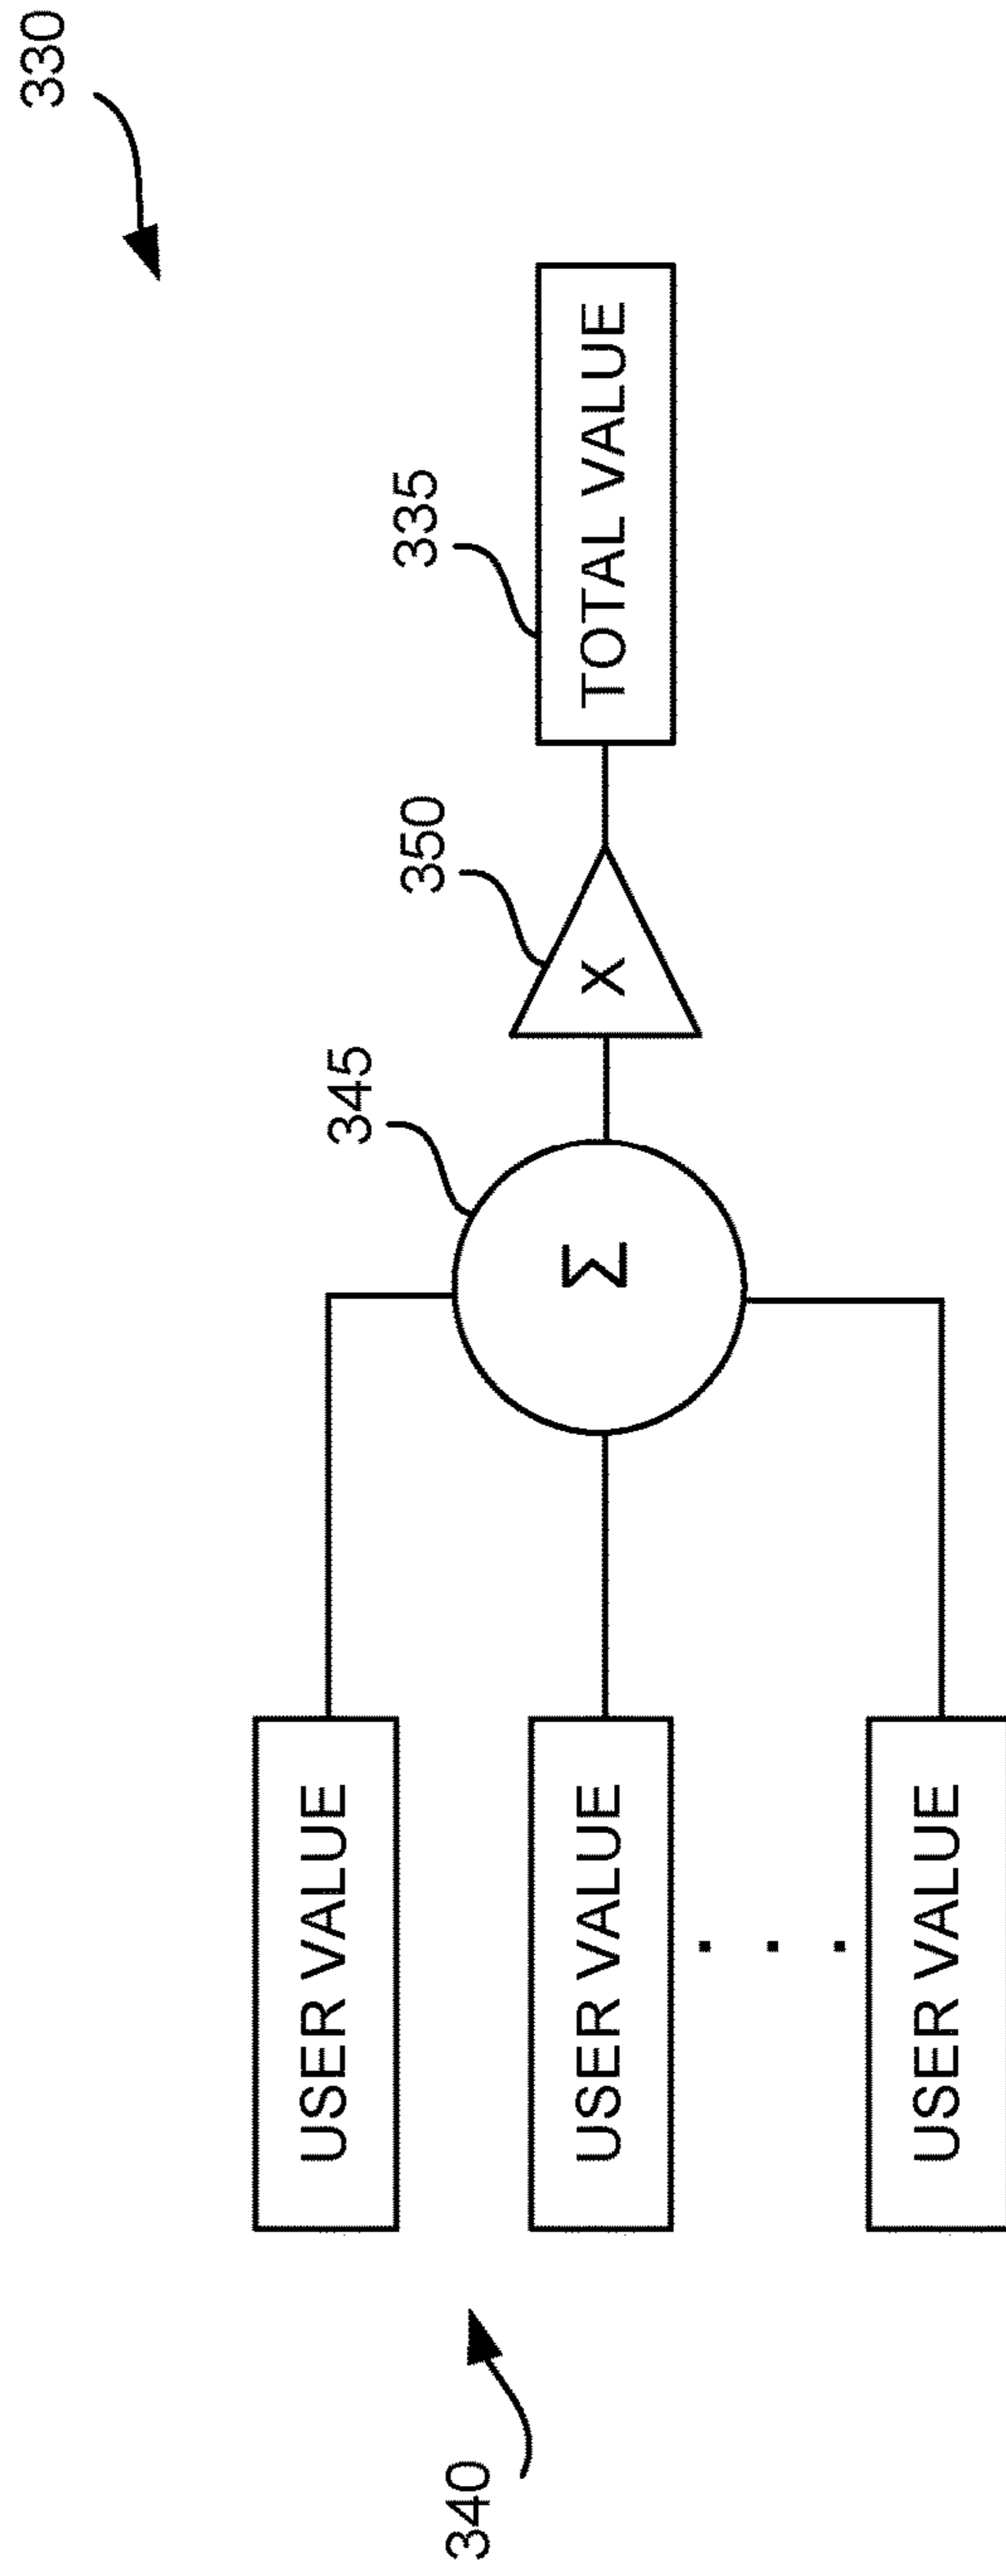 330
335
TOTAL VALUE
350
X
345
Σ
USER VALUE
USER VALUE
. . .
USER VALUE
340